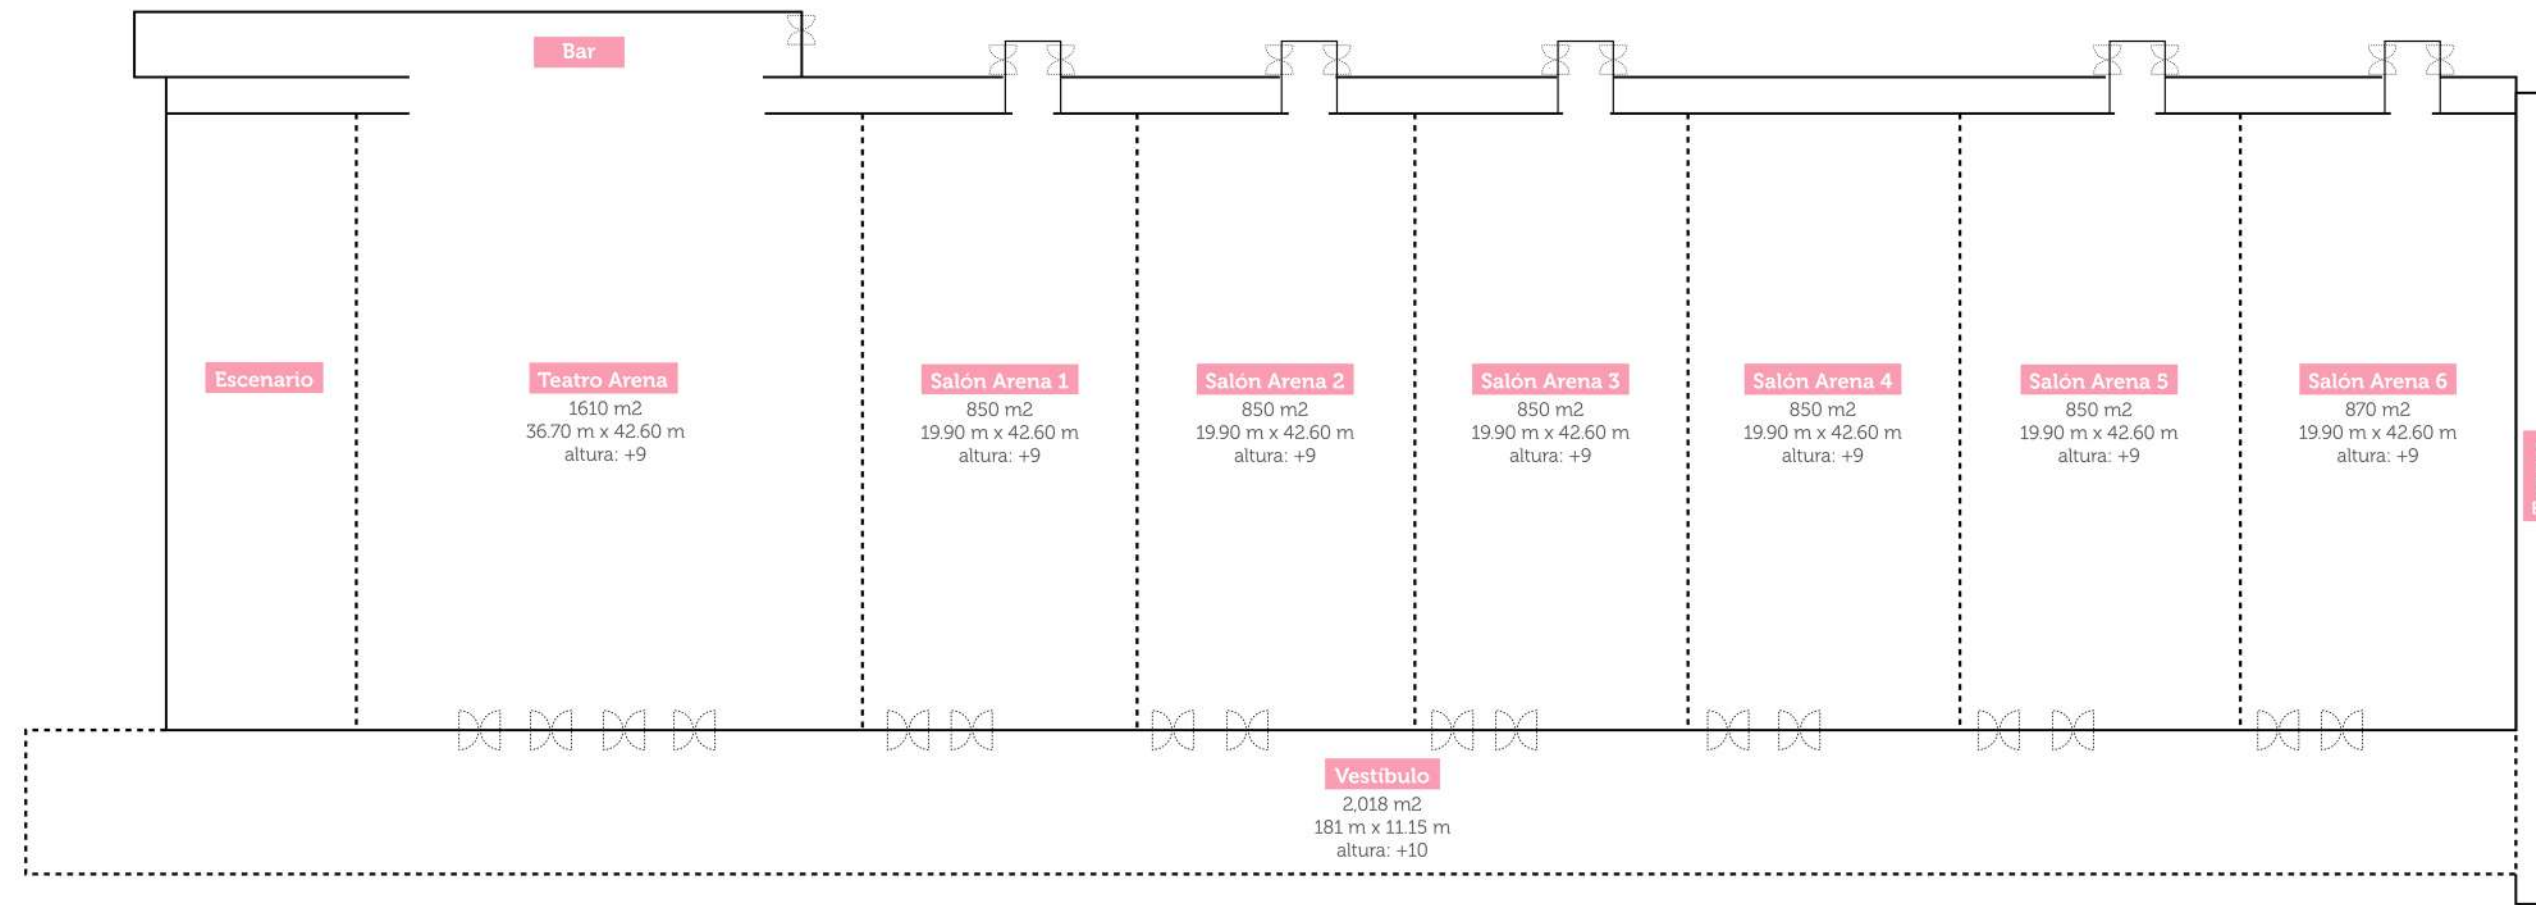 Bar
Escenario
Teatro Arena
1610 m2
36.70 m x 42.60 m
altura: +9
Salón Arena 1
850 m2
19.90 m x 42.60 m
altura: +9
Salón Arena 2
850 m2
19.90 m x 42.60 m
altura: +9
Salón Arena 3
850 m2
19.90 m x 42.60 m
altura: +9
Salón Arena 4
850 m2
19.90 m x 42.60 m
altura: +9
Salón Arena 5
850 m2
19.90 m x 42.60 m
altura: +9
Salón Arena 6
870 m2
19.90 m x 42.60 m
altura: +9
Vestíbulo
2,018 m2
181 m x 11.15 m
altura: +10